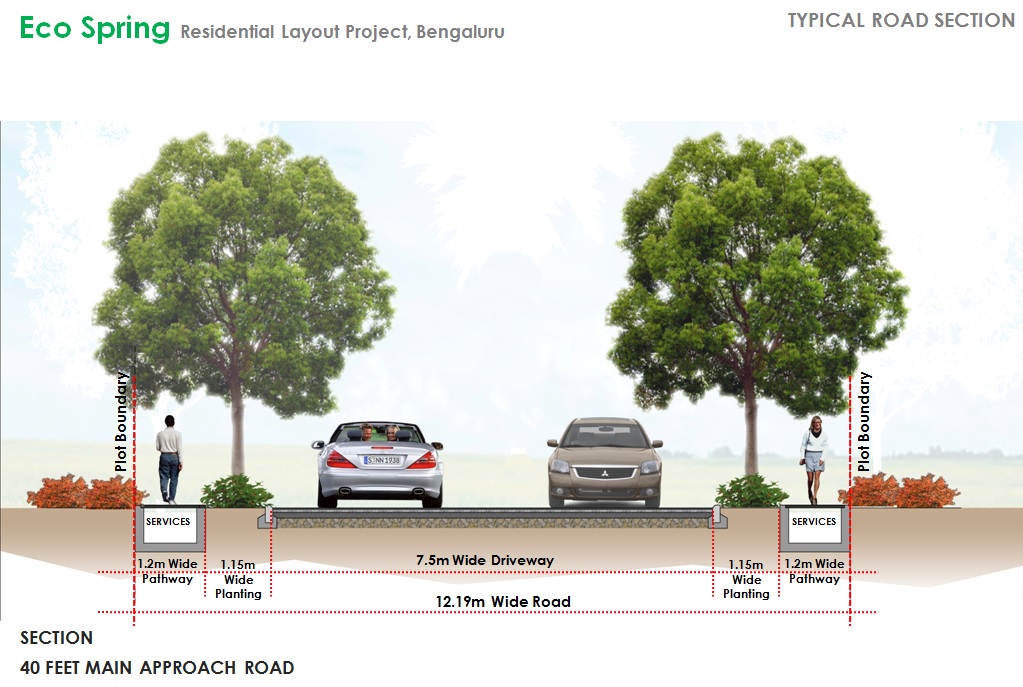 Eco Spring Residential Layout Project, Bengaluru
TYPICAL ROAD SECTION
Plot Boundary
Plot Boundary
S NN 1938
SERVICES
SERVICES
1.2m Wide
Pathway
1.15m
Wide
Planting
7.5m Wide Driveway
1.15m
Wide
Planting
1.2m Wide
Pathway
12.19m Wide Road
SECTION
40 FEET MAIN APPROACH ROAD